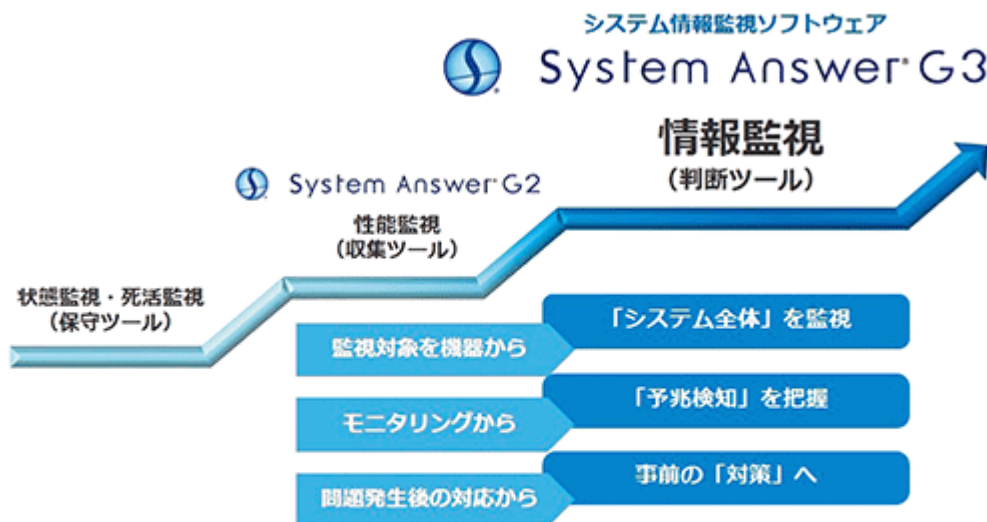 システム情報監視ソフトウェア
System Answer® G3
情報監視
(判断ツール)
System Answer® G2
性能監視
(収集ツール)
状態監視・死活監視
(保守ツール)
監視対象を機器から
「システム全体」を監視
モニタリングから
「予兆検知」を把握
問題発生後の対応から
事前の「対策」へ